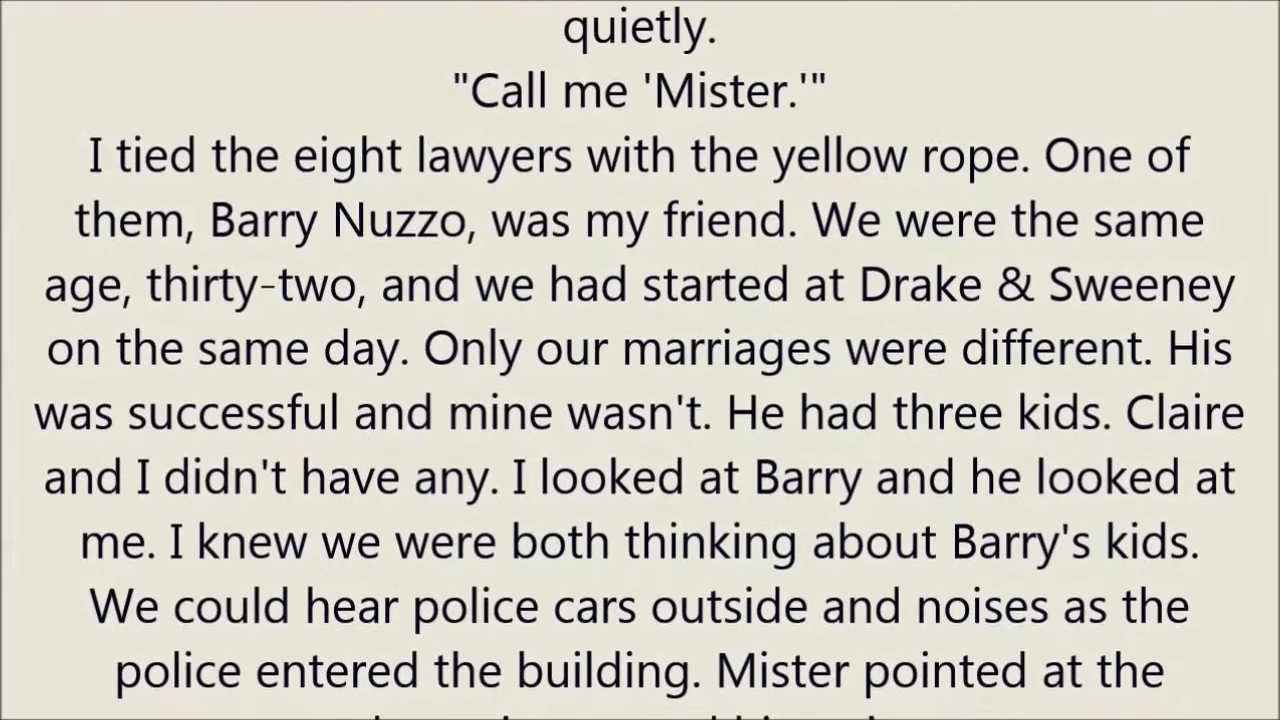 quietly.
"Call me 'Mister.'"
I tied the eight lawyers with the yellow rope. One of
them, Barry Nuzzo, was my friend. We were the same
age, thirty-two, and we had started at Drake & Sweeney
on the same day. Only our marriages were different. His
was successful and mine wasn't. He had three kids. Claire
and I didn't have any. I looked at Barry and he looked at
me. I knew we were both thinking about Barry's kids.
We could hear police cars outside and noises as the
police entered the building. Mister pointed at the